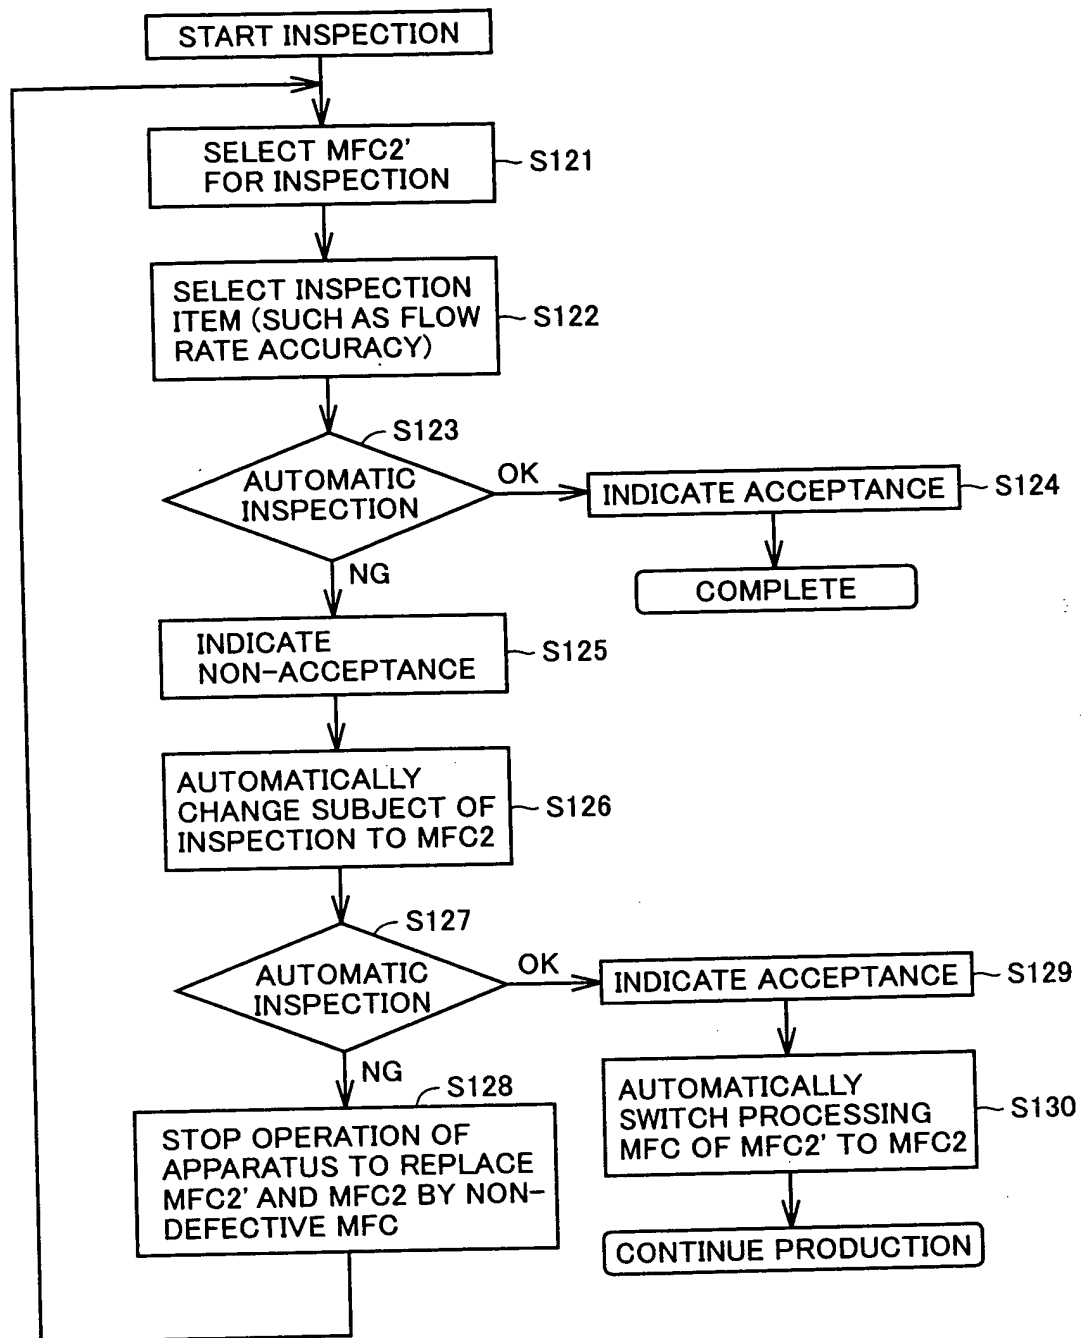 START INSPECTION
SELECT MFC2'
FOR INSPECTION
S121
SELECT INSPECTION
ITEM (SUCH AS FLOW
RATE ACCURACY)
S122
S123
AUTOMATIC
INSPECTION
OK
INDICATE ACCEPTANCE
S124
COMPLETE
NG
INDICATE
NON-ACCEPTANCE
S125
AUTOMATICALLY
CHANGE SUBJECT OF
INSPECTION TO MFC2
S126
S127
AUTOMATIC
INSPECTION
OK
INDICATE ACCEPTANCE
S129
NG
S128
STOP OPERATION OF
APPARATUS TO REPLACE
MFC2' AND MFC2 BY NON-
DEFECTIVE MFC
AUTOMATICALLY
SWITCH PROCESSING
MFC OF MFC2' TO MFC2
S130
CONTINUE PRODUCTION